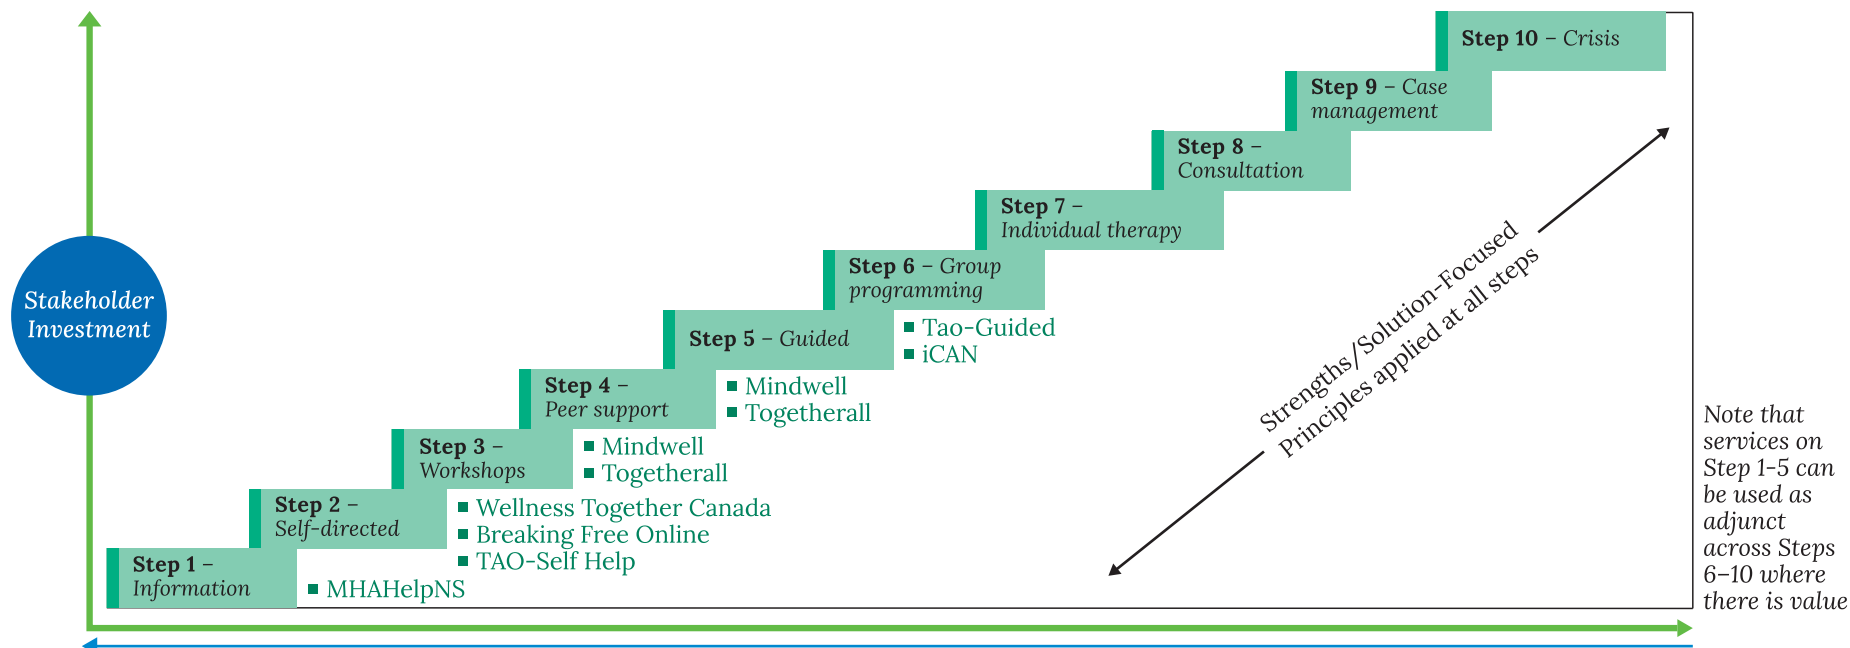 Step 10 – Crisis
Step 9 – Case
management
Step 8 –
Consultation
Step 7 –
Individual therapy
Step 6 – Group
programming
Step 5 – Guided
Tao-Guided
iCAN
Step 4 –
Peer support
Mindwell
Togetherall
Step 3 –
Workshops
Mindwell
Togetherall
Step 2 –
Self-directed
Wellness Together Canada
Breaking Free Online
TAO-Self Help
Step 1 –
Information
MHAHelpNS
Stakeholder
Investment
Strengths/Solution-Focused
Principles applied at all steps
Note that
services on
Step 1-5 can
be used as
adjunct
across Steps
6–10 where
there is value